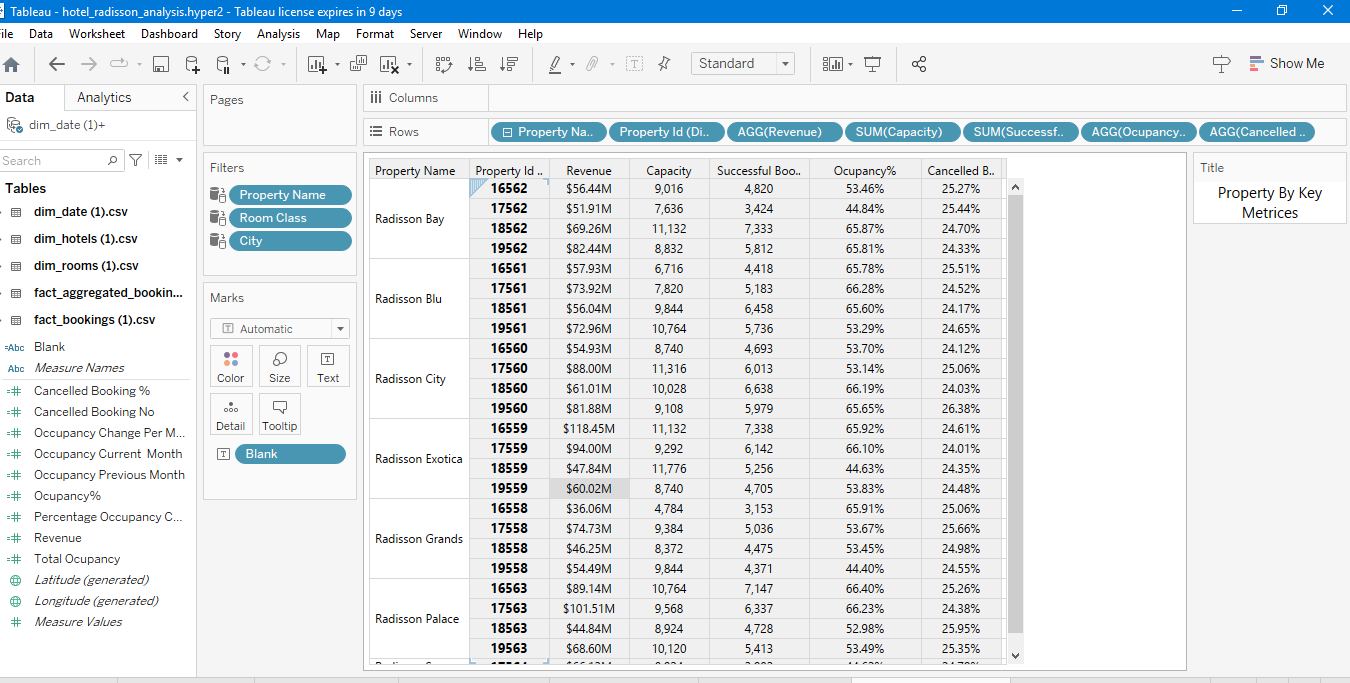 Tableau - hotel_radisson_analysis.hyper2 - Tableau license expires in 9 days
ile Data Worksheet Dashboard Story Analysis Map Format Server Window Help
Standard Show Me
Data Analytics
dim_date (1)+
Search
Tables
dim_date (1).csv
dim_hotels (1).csv
dim_rooms (1).csv
fact_aggregated_bookin...
fact_bookings (1).csv
Abc Blank
Abc Measure Names
Cancelled Booking %
Cancelled Booking No
Occupancy Change Per M...
Occupancy Current Month
Occupancy Previous Month
Ocupancy%
Percentage Occupancy C...
Revenue
Total Ocupancy
Latitude (generated)
Longitude (generated)
Measure Values
Pages
Filters
Property Name
Room Class
City
Marks
Automatic
Color Size Text
Detail Tooltip
Blank
Columns
Rows Property Na.. Property Id (Di.. AGG(Revenue) SUM(Capacity) SUM(Successf.. AGG(Ocupancy.. AGG(Cancelled ..
Property Name Property Id .. Revenue Capacity Successful Boo.. Ocupancy% Cancelled B..
Radisson Bay
16562 $56.44M 9,016 4,820 53.46% 25.27%
17562 $51.91M 7,636 3,424 44.84% 25.44%
18562 $69.26M 11,132 7,333 65.87% 24.70%
19562 $82.44M 8,832 5,812 65.81% 24.33%
Radisson Blu
16561 $57.93M 6,716 4,418 65.78% 25.51%
17561 $73.92M 7,820 5,183 66.28% 24.52%
18561 $56.04M 9,844 6,458 65.60% 24.17%
19561 $72.96M 10,764 5,736 53.29% 24.65%
Radisson City
16560 $54.93M 8,740 4,693 53.70% 24.12%
17560 $88.00M 11,316 6,013 53.14% 25.06%
18560 $61.01M 10,028 6,638 66.19% 24.03%
19560 $81.88M 9,108 5,979 65.65% 26.38%
Radisson Exotica
16559 $118.45M 11,132 7,338 65.92% 24.61%
17559 $94.00M 9,292 6,142 66.10% 24.01%
18559 $47.84M 11,776 5,256 44.63% 24.35%
19559 $60.02M 8,740 4,705 53.83% 24.48%
Radisson Grands
16558 $36.06M 4,784 3,153 65.91% 25.06%
17558 $74.73M 9,384 5,036 53.67% 25.66%
18558 $46.25M 8,372 4,475 53.45% 24.98%
19558 $54.49M 9,844 4,371 44.40% 24.55%
Radisson Palace
16563 $89.14M 10,764 7,147 66.40% 25.26%
17563 $101.51M 9,568 6,337 66.23% 24.38%
18563 $44.84M 8,924 4,728 52.98% 25.95%
19563 $68.60M 10,120 5,413 53.49% 25.35%
Title
Property By Key
Metrices